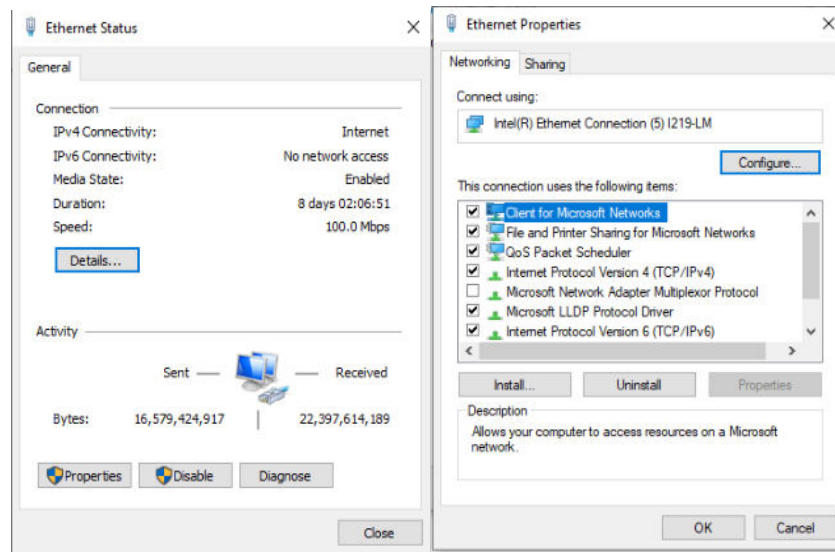 Ethernet Status
General
Connection
IPv4 Connectivity: Internet
IPv6 Connectivity: No network access
Media State: Enabled
Duration: 8 days 02:06:51
Speed: 100.0 Mbps
Details...
Activity
Sent Received
Bytes: 16,579,424,917 22,397,614,189
Properties Disable Diagnose
Close
Ethernet Properties
Networking Sharing
Connect using:
Intel(R) Ethernet Connection (5) I219-LM
Configure...
This connection uses the following items:
Client for Microsoft Networks
File and Printer Sharing for Microsoft Networks
QoS Packet Scheduler
Internet Protocol Version 4 (TCP/IPv4)
Microsoft Network Adapter Multiplexor Protocol
Microsoft LLDP Protocol Driver
Internet Protocol Version 6 (TCP/IPv6)
Install... Uninstall Properties
Description
Allows your computer to access resources on a Microsoft
network.
OK Cancel